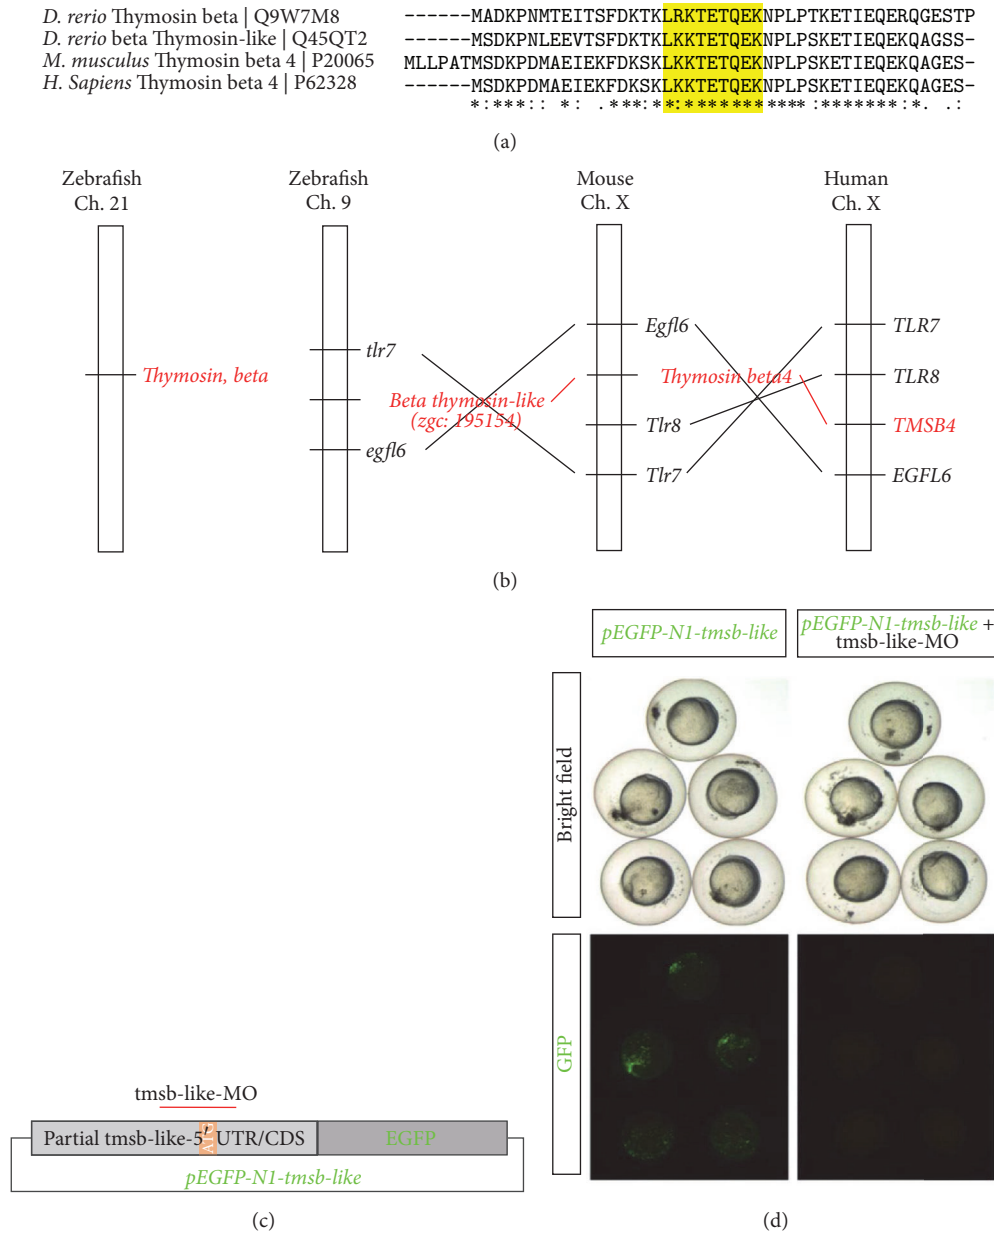 D. rerio Thymosin beta | Q9W7M8 ------MADKPNMTEITSFDKTKLRKTETQEKNPLPTKETIEQERQGESTP
D. rerio beta Thymosin-like | Q45QT2 ------MSDKPNLEEVTSFDKTKLKKTETQEKNPLPSKETIEQEKQAGSS-
M. musculus Thymosin beta 4 | P20065 MLLPATMSDKPDMAEIEKFDKSKLKKTETQEKNPLPSKETIEQEKQAGES-
H. Sapiens Thymosin beta 4 | P62328 ------MSDKPDMAEIEKFDKSKLKKTETQEKNPLPSKETIEQEKQAGES-
*:***:: *: .***:**:********** ****:*******:*. .:
(a)
Zebrafish Ch. 21
Zebrafish Ch. 9
Mouse Ch. X
Human Ch. X
Thymosin, beta
tlr7
Beta thymosin-like
(zgc: 195154)
egfl6
Egfl6
Thymosin beta4
Tlr8
Tlr7
TLR7
TLR8
TMSB4
EGFL6
(b)
tmsb-like-MO
Partial tmsb-like-5′ UTR/CDS
ATG
EGFP
pEGFP-N1-tmsb-like
(c)
pEGFP-N1-tmsb-like
pEGFP-N1-tmsb-like +
tmsb-like-MO
Bright field
GFP
(d)